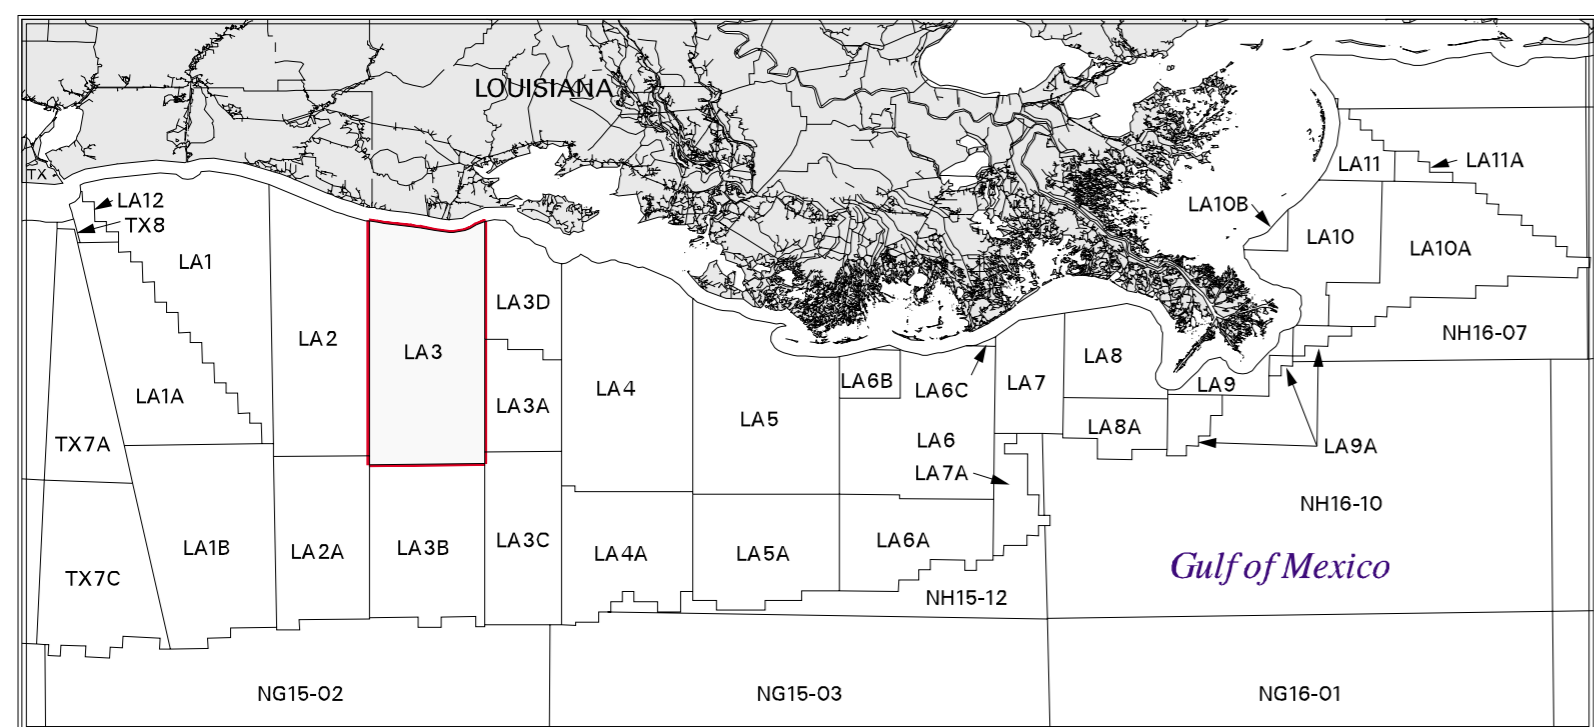 LOUISIANA
TX
LA12
TX8
LA11
LA11A
LA10B
LA10
LA10A
LA1
LA3D
LA2
LA3
NH16-07
LA8
LA6B
LA6C
LA7
LA9
LA4
LA1A
LA3A
LA5
LA8A
TX7A
LA6
LA9A
LA7A
NH16-10
LA1B
LA2A
LA3B
LA3C
LA4A
LA5A
LA6A
Gulf of Mexico
TX7C
NH15-12
NG15-02
NG15-03
NG16-01